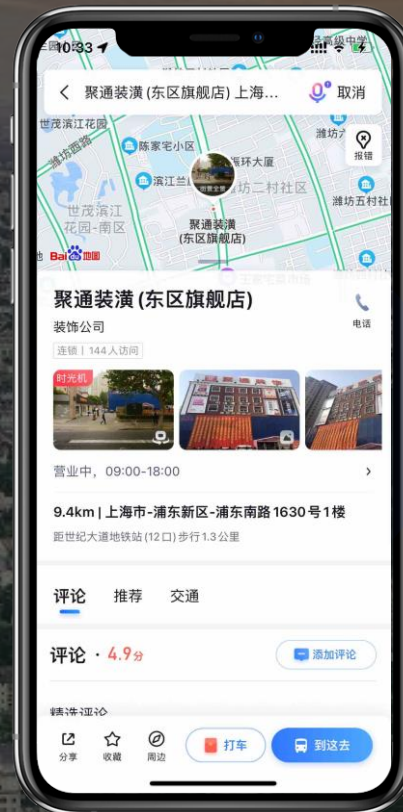 10:33
聚通装潢(东区旗舰店) 上海...
取消
世茂滨江花园
潍坊西路
陈家宅小区
报错
滨江兰
环大厦
街景全景
坊二村社区
潍坊五村社
世茂滨江
花园-南区
聚通装潢
(东区旗舰店)
Bai 地图
聚通装潢(东区旗舰店)
装饰公司
电话
连锁 | 144人访问
时光机
营业中, 09:00-18:00
9.4km | 上海市-浦东新区-浦东南路1630号1楼
距世纪大道地铁站(12口)步行1.3公里
评论
推荐
交通
评论 · 4.9分
添加评论
精选评论
分享
收藏
周边
打车
到这去